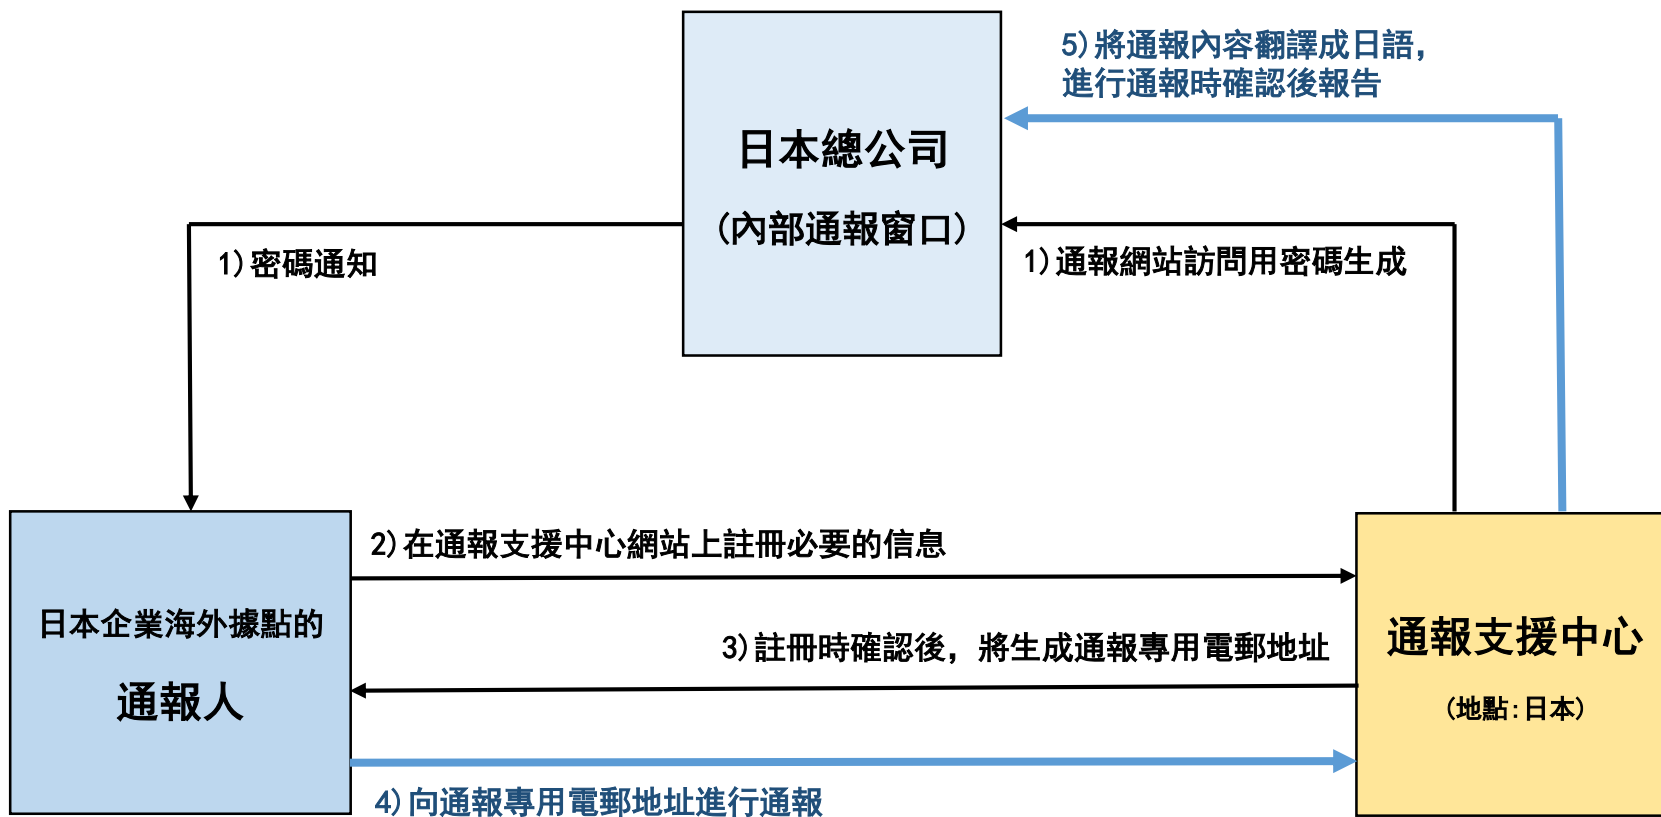 5)將通報內容翻譯成日語，
進行通報時確認後報告
日本總公司
(內部通報窗口)
1)密碼通知
1)通報網站訪問用密碼生成
2)在通報支援中心網站上註冊必要的信息
日本企業海外據點的
通報人
3)註冊時確認後，將生成通報專用電郵地址
通報支援中心
(地點:日本)
4)向通報專用電郵地址進行通報